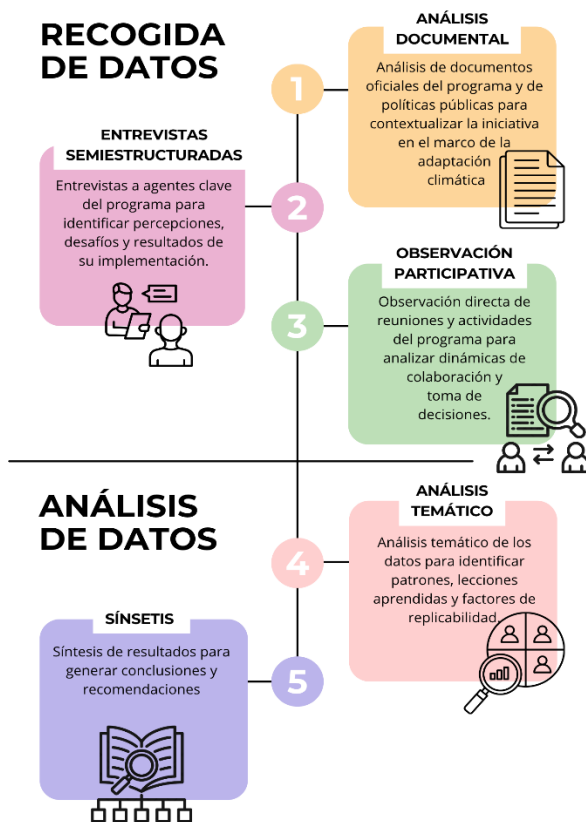 RECOGIDA
DE DATOS
1
ANÁLISIS
DOCUMENTAL
Análisis de documentos
oficiales del programa y de
políticas públicas para
contextualizar la iniciativa
en el marco de la
adaptación
climática
ENTREVISTAS
SEMIESTRUCTURADAS
Entrevistas a agentes clave
del programa para
identificar percepciones,
desafíos y resultados de
su implementación.
2
OBSERVACIÓN
PARTICIPATIVA
3
Observación directa de
reuniones y actividades
del programa para
analizar dinámicas de
colaboración y
toma de
decisiones.
ANÁLISIS
DE DATOS
ANÁLISIS
TEMÁTICO
4
Análisis temático de los
datos para identificar
patrones, lecciones
aprendidas y factores de
replicabilidad.
SÍNSETIS
Síntesis de resultados para
generar conclusiones y
recomendaciones
5